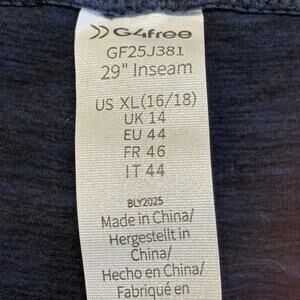 G4free
GF25J381
29" Inseam
US XL(16/18)
UK 14
EU 44
FR 46
IT 44
BLY2025
Made in China/
Hergestellt in
China/
Hecho en China/
Fabriqué en